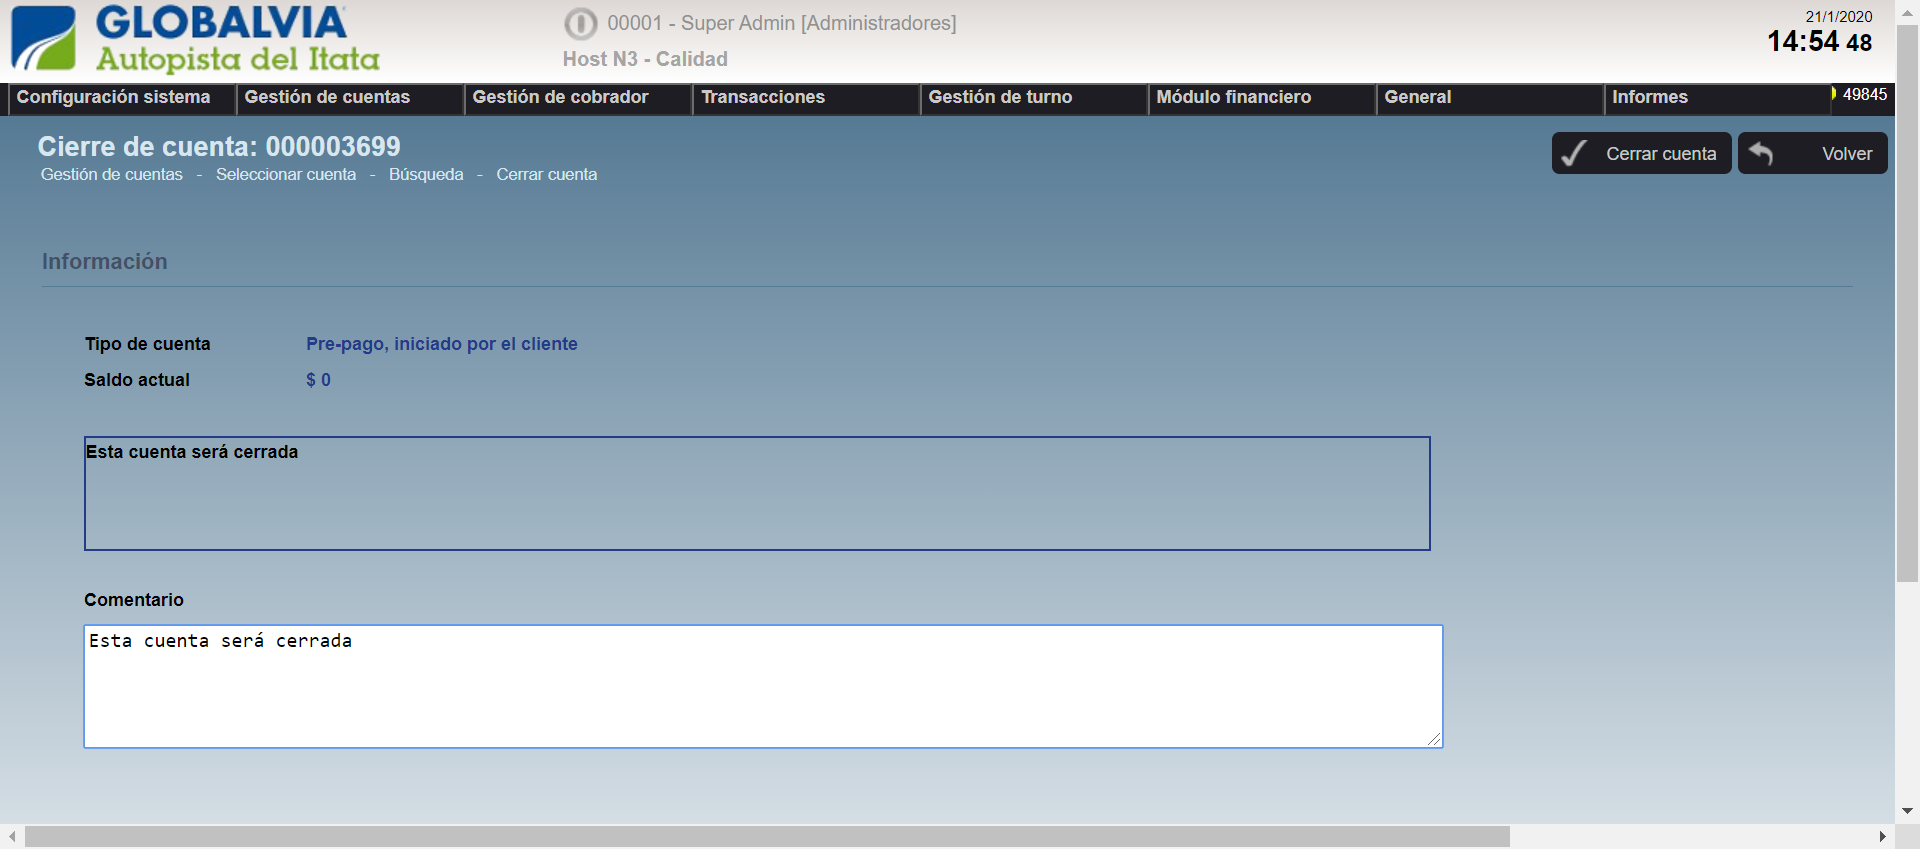 GLOBALVIA
Autopista del Itata
00001 - Super Admin [Administradores]
Host N3 - Calidad
21/1/2020
14:54 48
Configuración sistema
Gestión de cuentas
Gestión de cobrador
Transacciones
Gestión de turno
Módulo financiero
General
Informes
49845
Cierre de cuenta: 000003699
Gestión de cuentas - Seleccionar cuenta - Búsqueda - Cerrar cuenta
Cerrar cuenta
Volver
Información
Tipo de cuenta Pre-pago, iniciado por el cliente
Saldo actual $ 0
Esta cuenta será cerrada
Comentario
Esta cuenta será cerrada